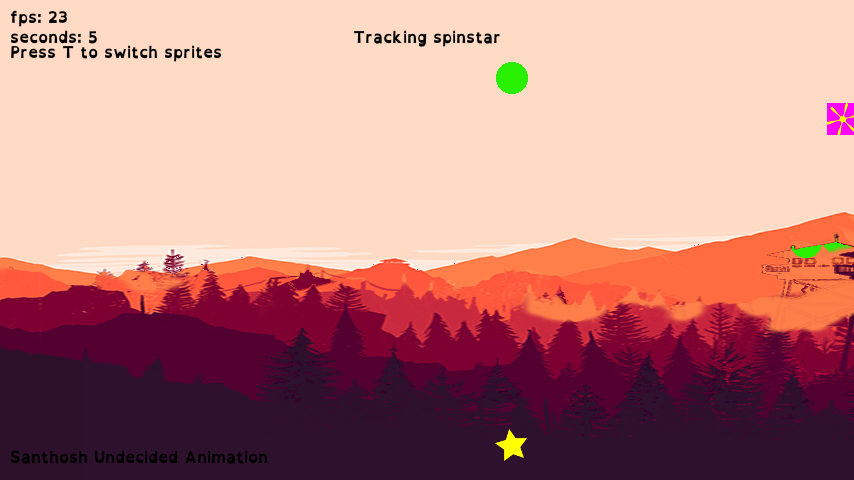 fps: 23
seconds: 5
Press T to switch sprites
Tracking spinstar
Santhosh Undecided Animation